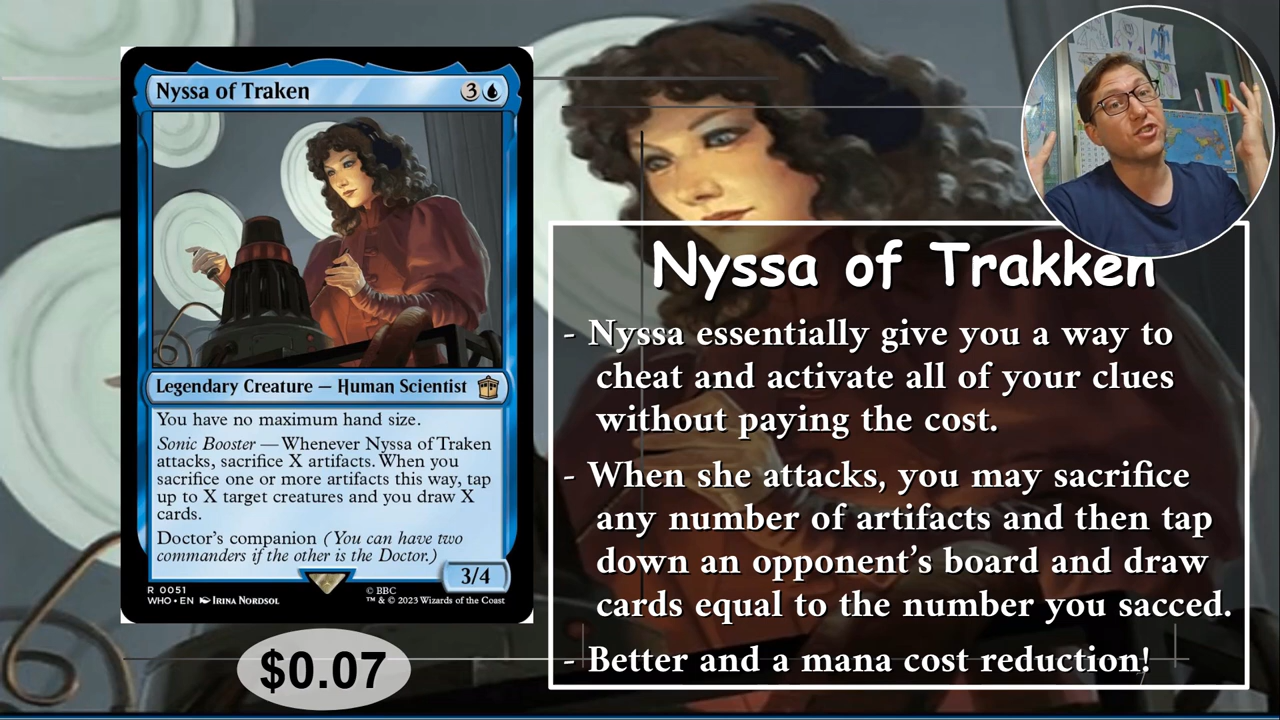 Nyssa of Traken 3
You have no maximum hand size.
Sonic Booster — Whenever Nyssa of Traken
attacks, sacrifice X artifacts. When you
sacrifice one or more artifacts this way, tap
up to X target creatures and you draw X
cards.
Doctor's companion (You can have two
commanders if the other is the Doctor.)
Legendary Creature — Human Scientist
3/4
R 0051
WHO • EN Irina Nordsol
© BBC
™ & © 2023 Wizards of the Coast
$0.07
Nyssa of Trakken
- Nyssa essentially give you a way to
cheat and activate all of your clues
without paying the cost.
- When she attacks, you may sacrifice
any number of artifacts and then tap
down an opponent's board and draw
cards equal to the number you sacced.
- Better and a mana cost reduction!